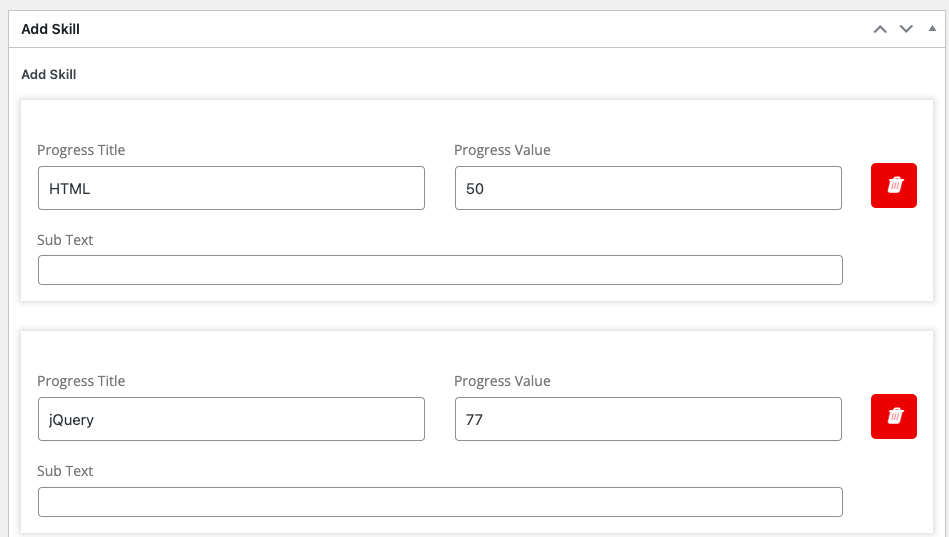 Add Skill
Add Skill
Progress Title Progress Value
HTML 50
Sub Text
Progress Title Progress Value
jQuery 77
Sub Text